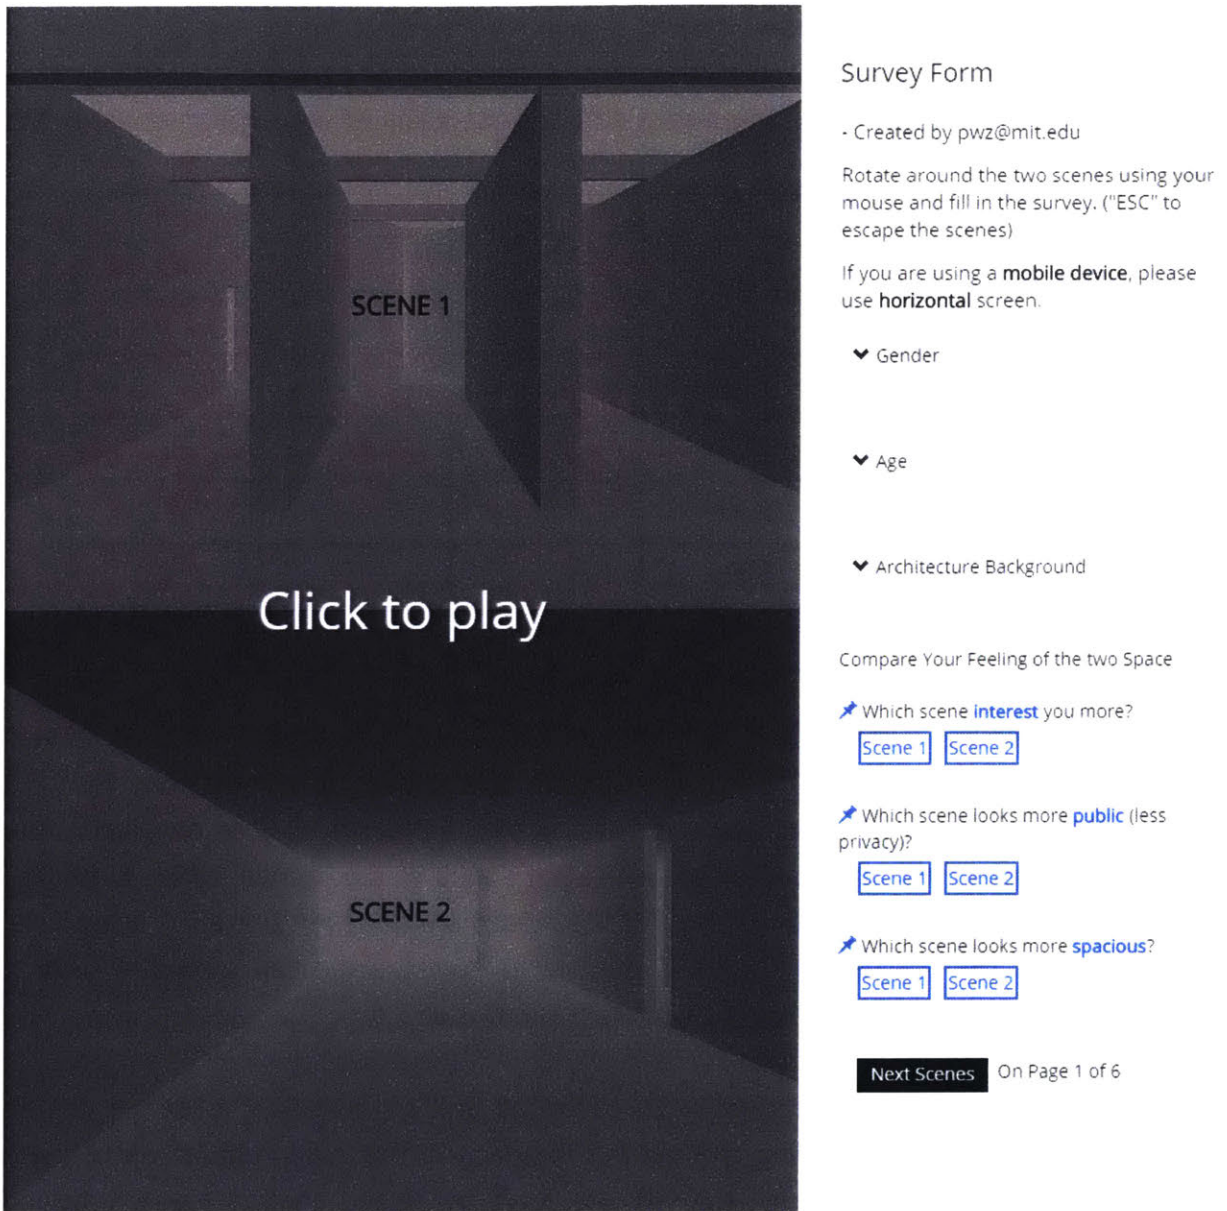 SCENE 1
Click to play
SCENE 2
Survey Form
- Created by pwz@mit.edu
Rotate around the two scenes using your
mouse and fill in the survey. ("ESC" to
escape the scenes)
If you are using a mobile device, please
use horizontal screen.
Gender
Age
Architecture Background
Compare Your Feeling of the two Space
Which scene interest you more?
Scene 1 Scene 2
Which scene looks more public (less
privacy)?
Scene 1 Scene 2
Which scene looks more spacious?
Scene 1 Scene 2
Next Scenes On Page 1 of 6